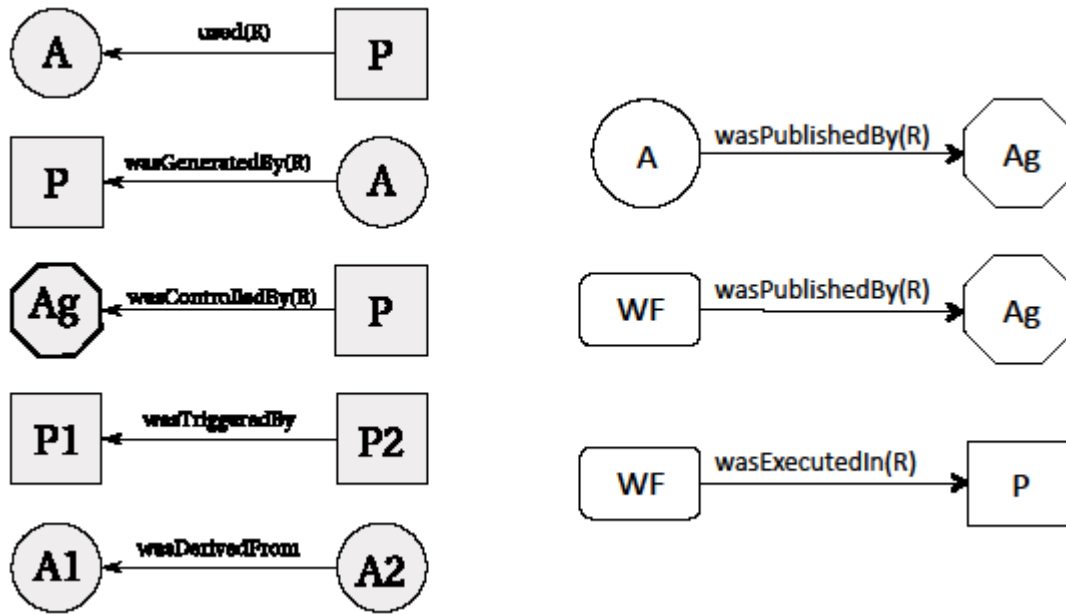 A used(R) P
P wasGeneratedBy(R) A
Ag wasControlledBy(R) P
P1 wasTriggeredBy P2
A1 wasDerivedFrom A2
A wasPublishedBy(R) Ag
WF wasPublishedBy(R) Ag
WF wasExecutedIn(R) P